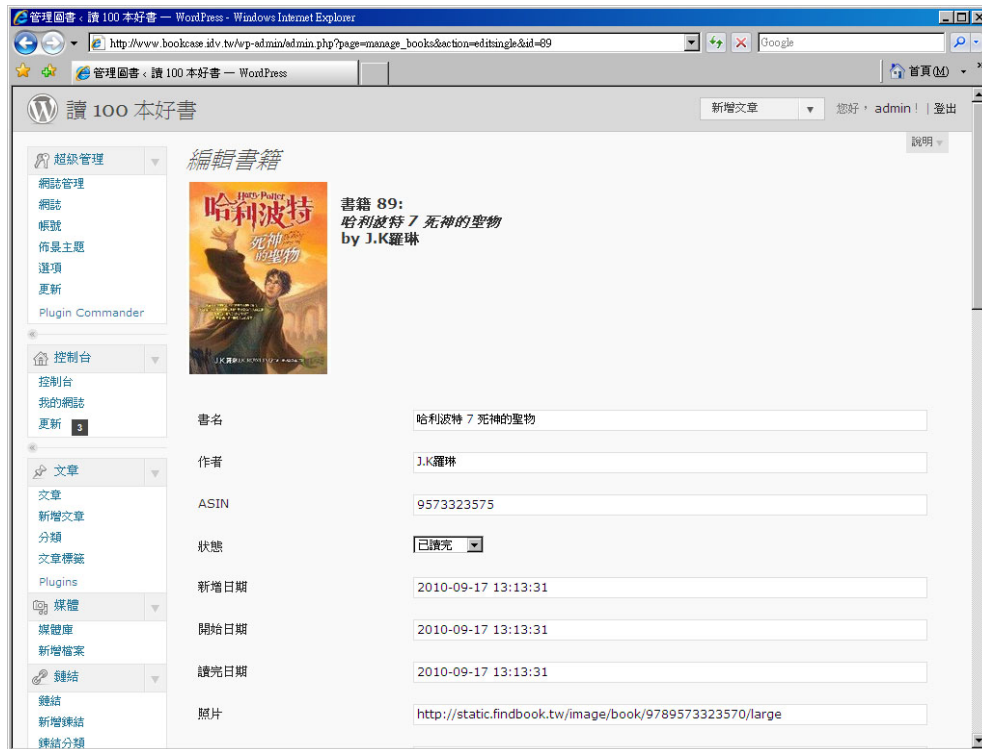 管理圖書 ‹ 讀 100 本好書 — WordPress - Windows Internet Explorer
http://www.bookcase.idv.tw/wp-admin/admin.php?page=manage_books&action=editsingle&id=89
Google
管理圖書 ‹ 讀 100 本好書 — WordPress
首頁(M)
讀 100 本好書
新增文章
您好, admin! | 登出
說明
超級管理
網誌管理
網誌
帳號
佈景主題
選項
更新
Plugin Commander
控制台
控制台
我的網誌
更新 3
文章
文章
新增文章
分類
文章標籤
Plugins
媒體
媒體庫
新增檔案
鏈結
鏈結
新增鏈結
鏈結分類
編輯書籍
Harry Potter
哈利波特
死神的聖物
書籍 89:
哈利波特 7 死神的聖物
by J.K羅琳
書名 哈利波特 7 死神的聖物
作者 J.K羅琳
ASIN 9573323575
狀態 已讀完
新增日期 2010-09-17 13:13:31
開始日期 2010-09-17 13:13:31
讀完日期 2010-09-17 13:13:31
照片 http://static.findbook.tw/image/book/9789573323570/large